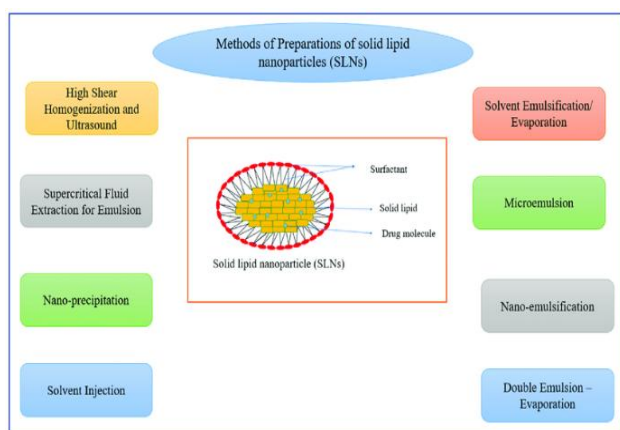 Methods of Preparations of solid lipid
nanoparticles (SLNs)
High Shear
Homogenization and
Ultrasound
Supercritical Fluid
Extraction for Emulsion
Nano-precipitation
Solvent Injection
Surfactant
Solid lipid
Drug molecule
Solid lipid nanoparticle (SLNs)
Solvent Emulsification/
Evaporation
Microemulsion
Nano-emulsification
Double Emulsion –
Evaporation